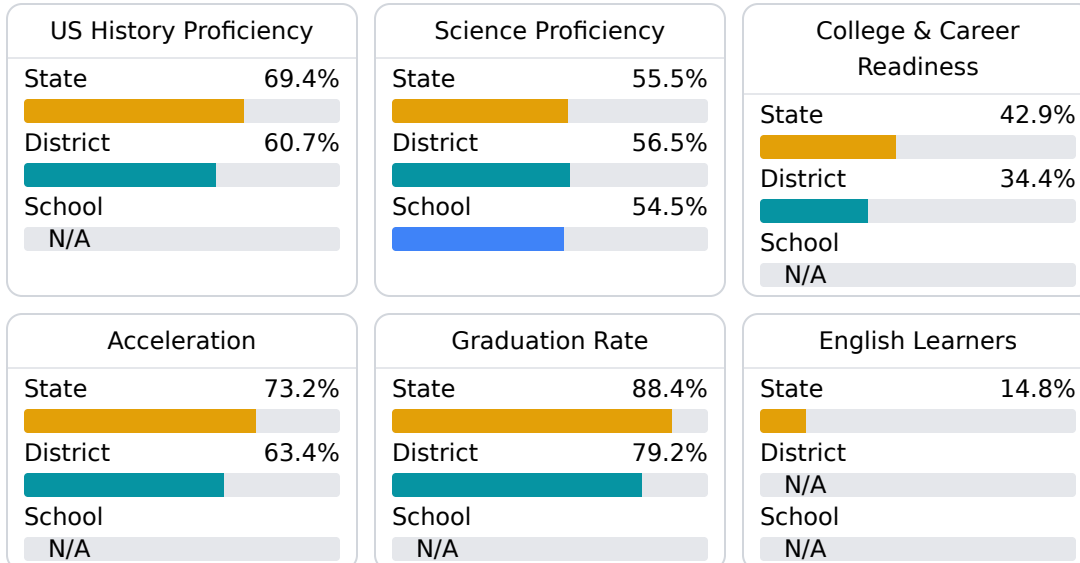 US History Proficiency
State 69.4%
District 60.7%
School
N/A
Science Proficiency
State 55.5%
District 56.5%
School 54.5%
College & Career
Readiness
State 42.9%
District 34.4%
School
N/A
Acceleration
State 73.2%
District 63.4%
School
N/A
Graduation Rate
State 88.4%
District 79.2%
School
N/A
English Learners
State 14.8%
District
N/A
School
N/A